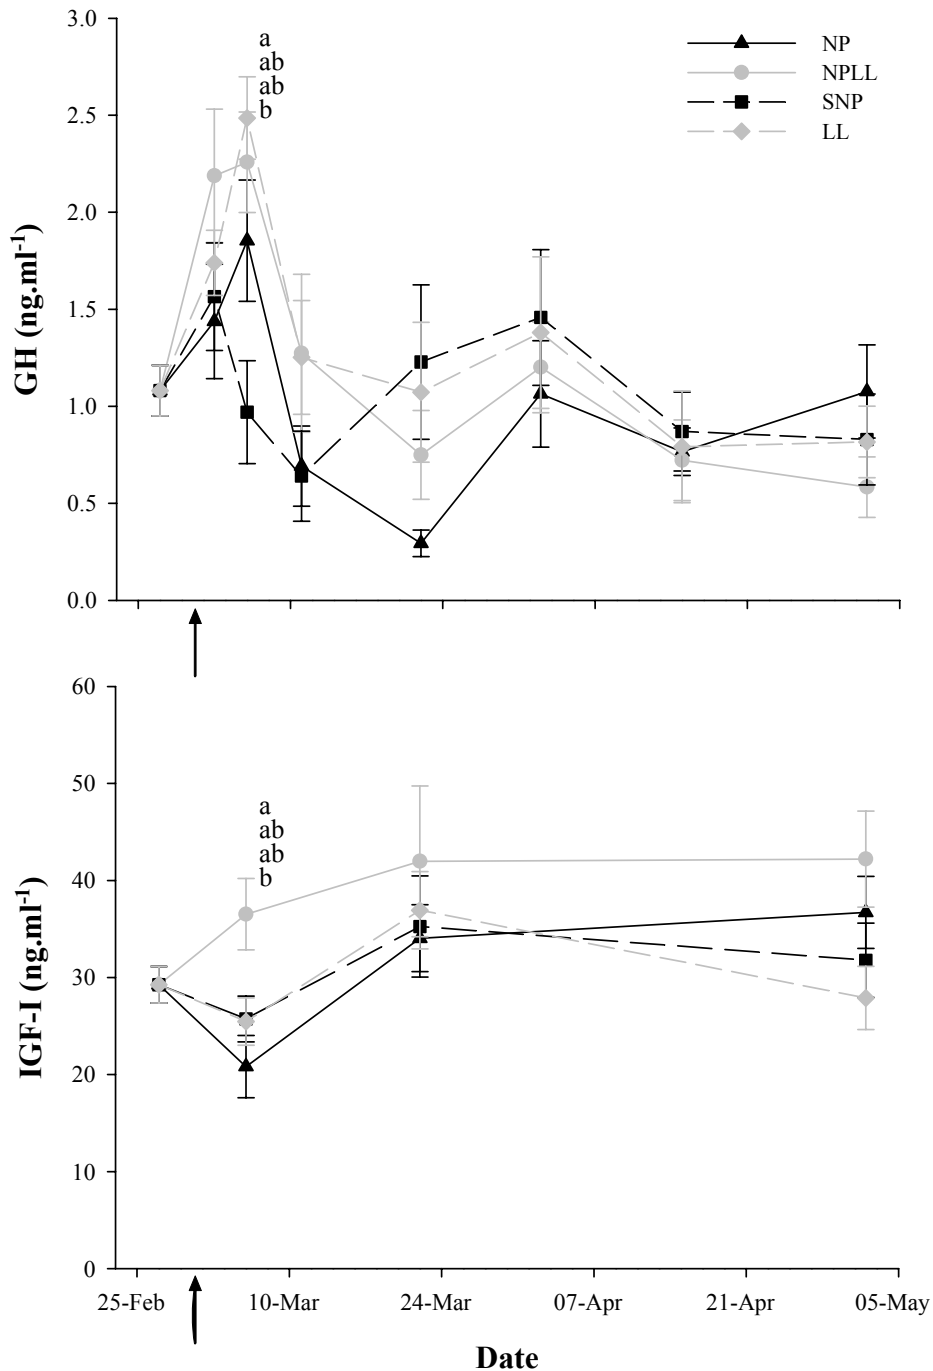 3.0
2.5
2.0
1.5
1.0
0.5
0.0
GH (ng.ml-1)
a
ab
ab
b
NP
NPLL
SNP
LL
60
50
40
30
20
10
0
IGF-I (ng.ml-1)
a
ab
ab
b
25-Feb 10-Mar 24-Mar 07-Apr 21-Apr 05-May
Date